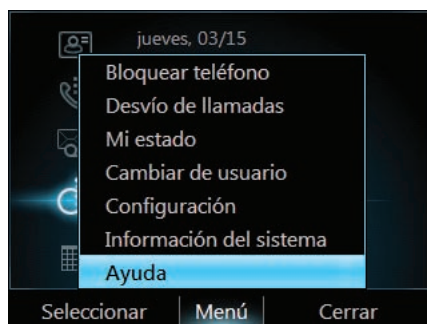 jueves, 03/15
Bloquear teléfono
Desvío de llamadas
Mi estado
Cambiar de usuario
Configuración
Información del sistema
Ayuda
Seleccionar Menú Cerrar